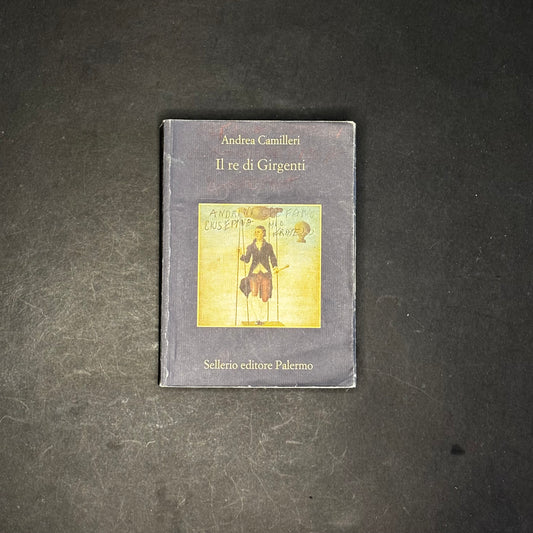 Andrea Camilleri
Il re di Girgenti
Sellerio editore Palermo